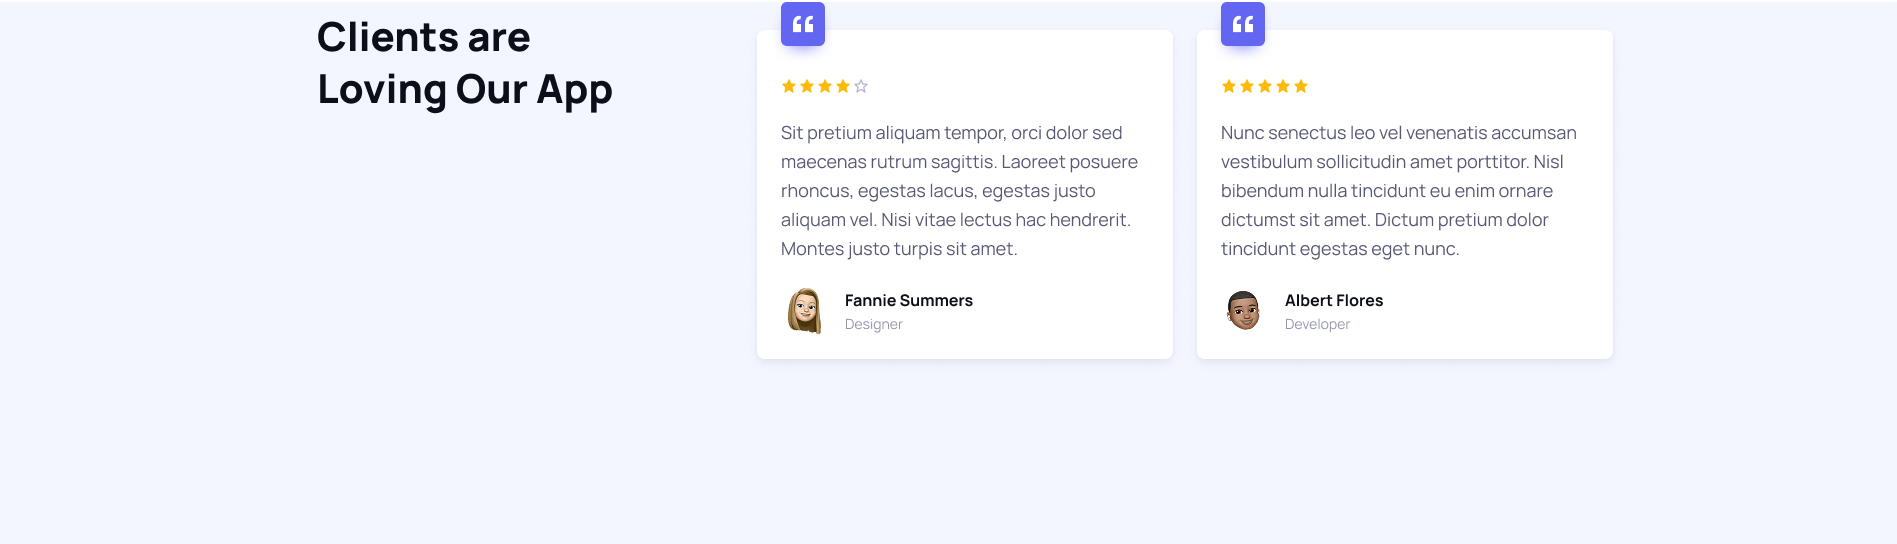 Clients are
Loving Our App
“
Sit pretium aliquam tempor, orci dolor sed
maecenas rutrum sagittis. Laoreet posuere
rhoncus, egestas lacus, egestas justo
aliquam vel. Nisi vitae lectus hac hendrerit.
Montes justo turpis sit amet.
Fannie Summers
Designer
“
Nunc senectus leo vel venenatis accumsan
vestibulum sollicitudin amet porttitor. Nisl
bibendum nulla tincidunt eu enim ornare
dictumst sit amet. Dictum pretium dolor
tincidunt egestas eget nunc.
Albert Flores
Developer